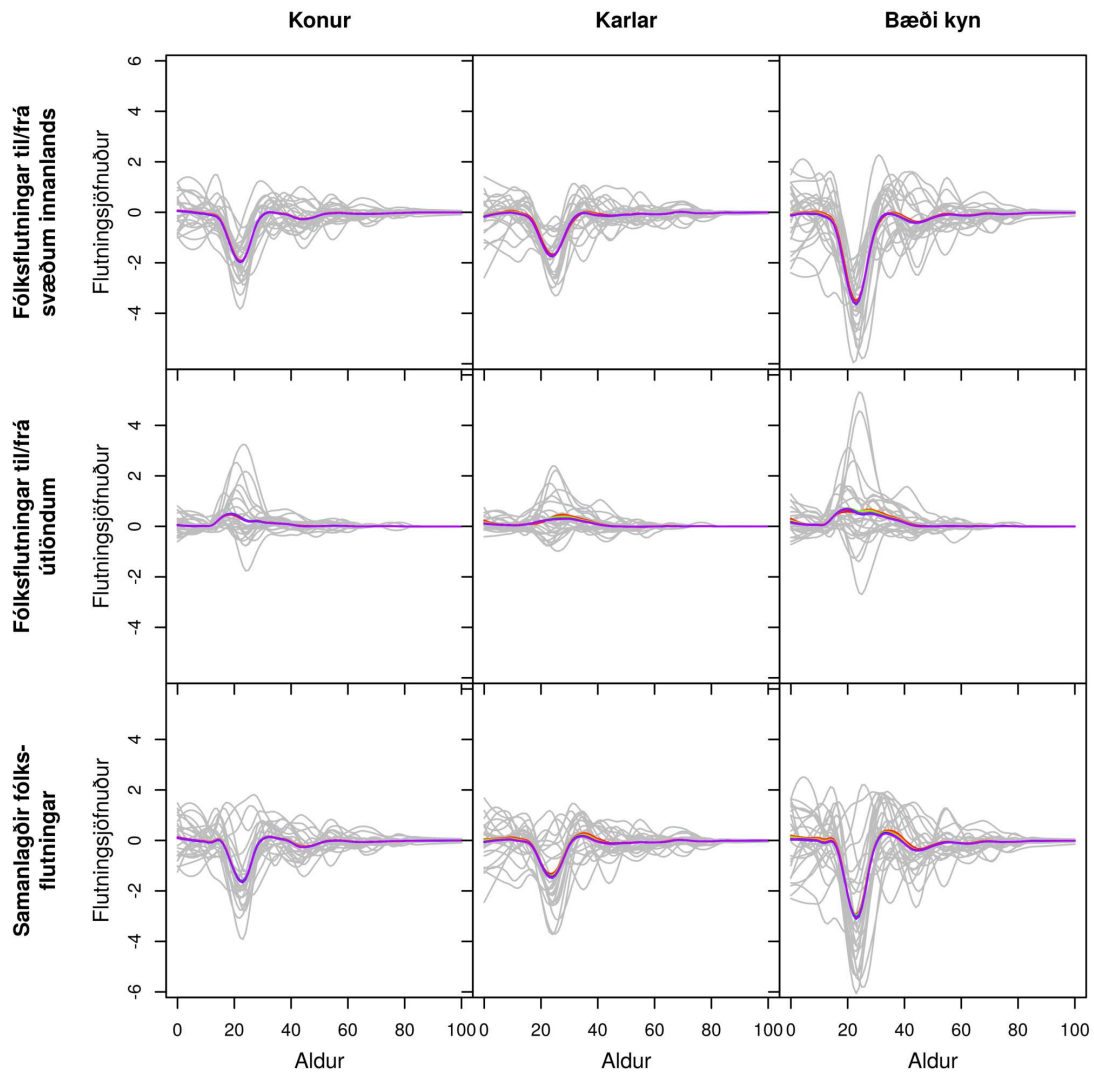 Konur
Karlar
Bæði kyn
Fólksflutningar til/frá
svæðum innanlands
Flutningsjöfnuður
6
4
2
0
-2
-4
Fólksflutningar til/frá
útlöndum
Flutningsjöfnuður
4
2
0
-2
-4
Samanlagðir fólks-
flutningar
Flutningsjöfnuður
4
2
0
-2
-4
-6
0 20 40 60 80 100
0 20 40 60 80 100
0 20 40 60 80 100
Aldur
Aldur
Aldur